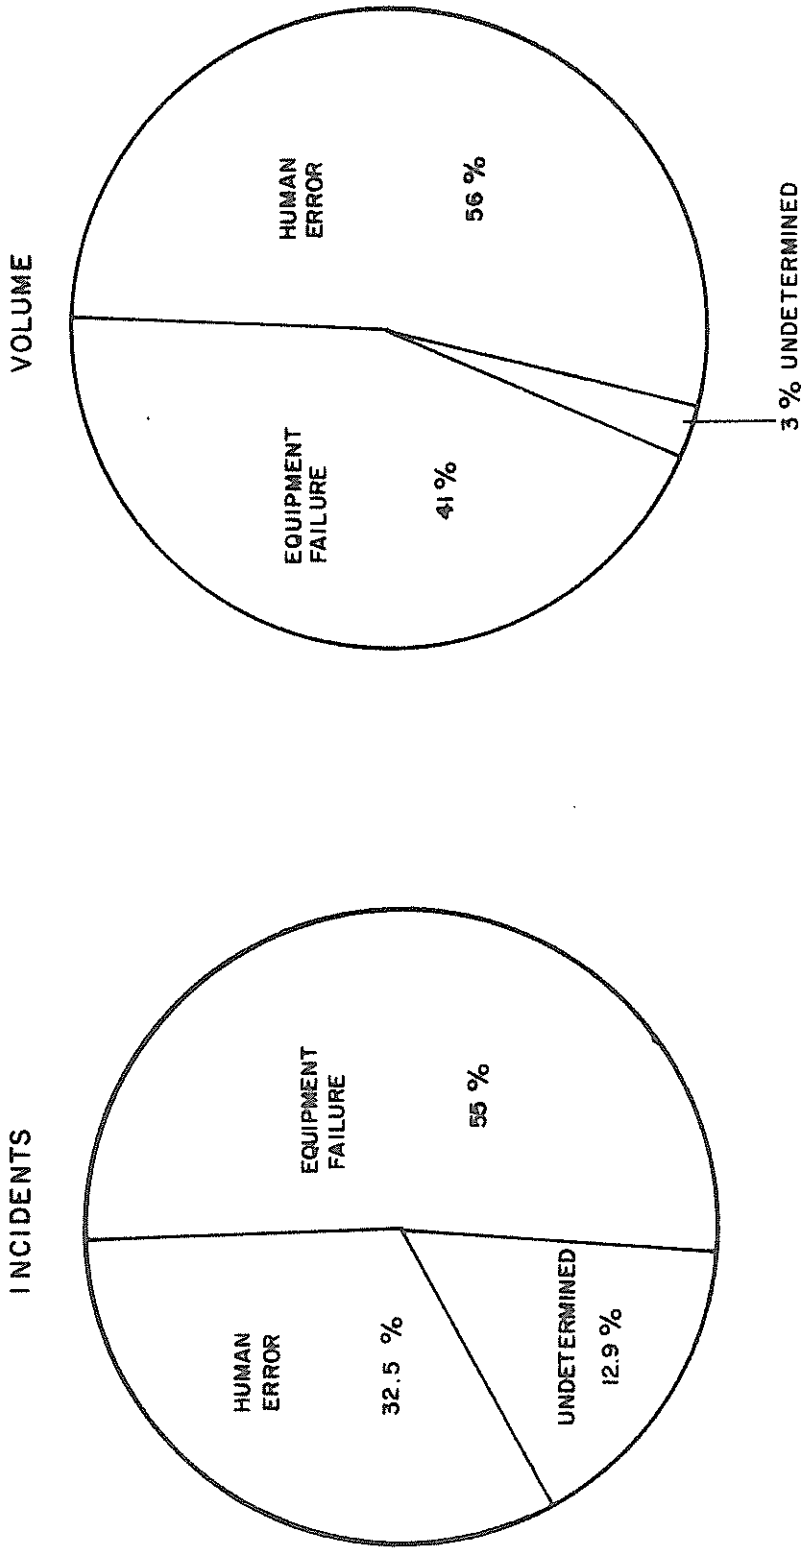 INCIDENTS
HUMAN
ERROR
32.5 %
EQUIPMENT
FAILURE
55 %
UNDETERMINED
12.9 %
VOLUME
EQUIPMENT
FAILURE
41 %
HUMAN
ERROR
56 %
3 % UNDETERMINED